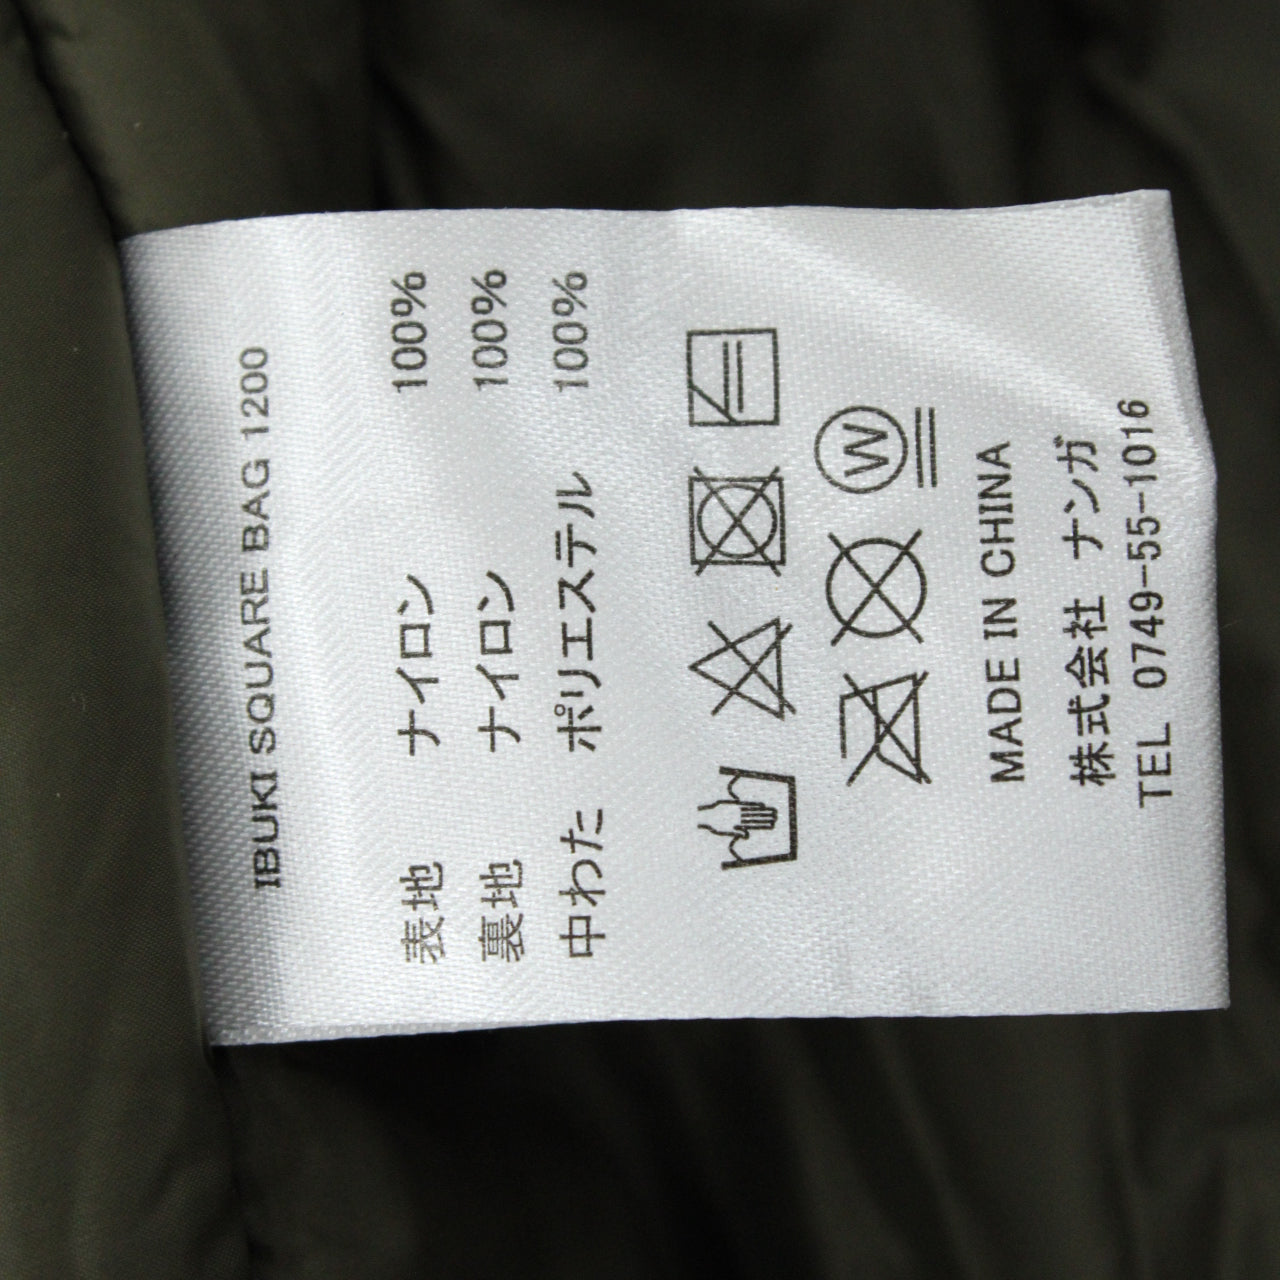 IBUKI SQUARE BAG 1200
表地 ナイロン 100%
裏地 ナイロン 100%
中わた ポリエステル 100%
W
MADE IN CHINA
株式会社 ナンガ
TEL 0749-55-1016